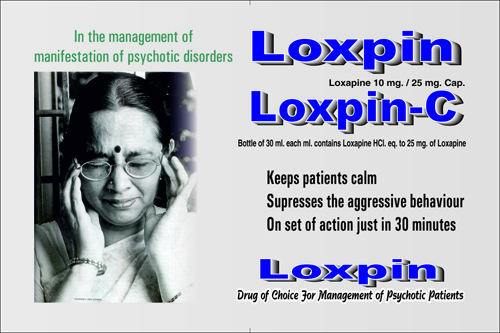 In the management of
manifestation of psychotic disorders
Loxpin
Loxapine 10 mg. / 25 mg. Cap.
Loxpin-C
Bottle of 30 ml. each ml. contains Loxapine HCl. eq. to 25 mg. of Loxapine
Keeps patients calm
Supresses the aggressive behaviour
On set of action just in 30 minutes
Loxpin
Drug of Choice For Management of Psychotic Patients